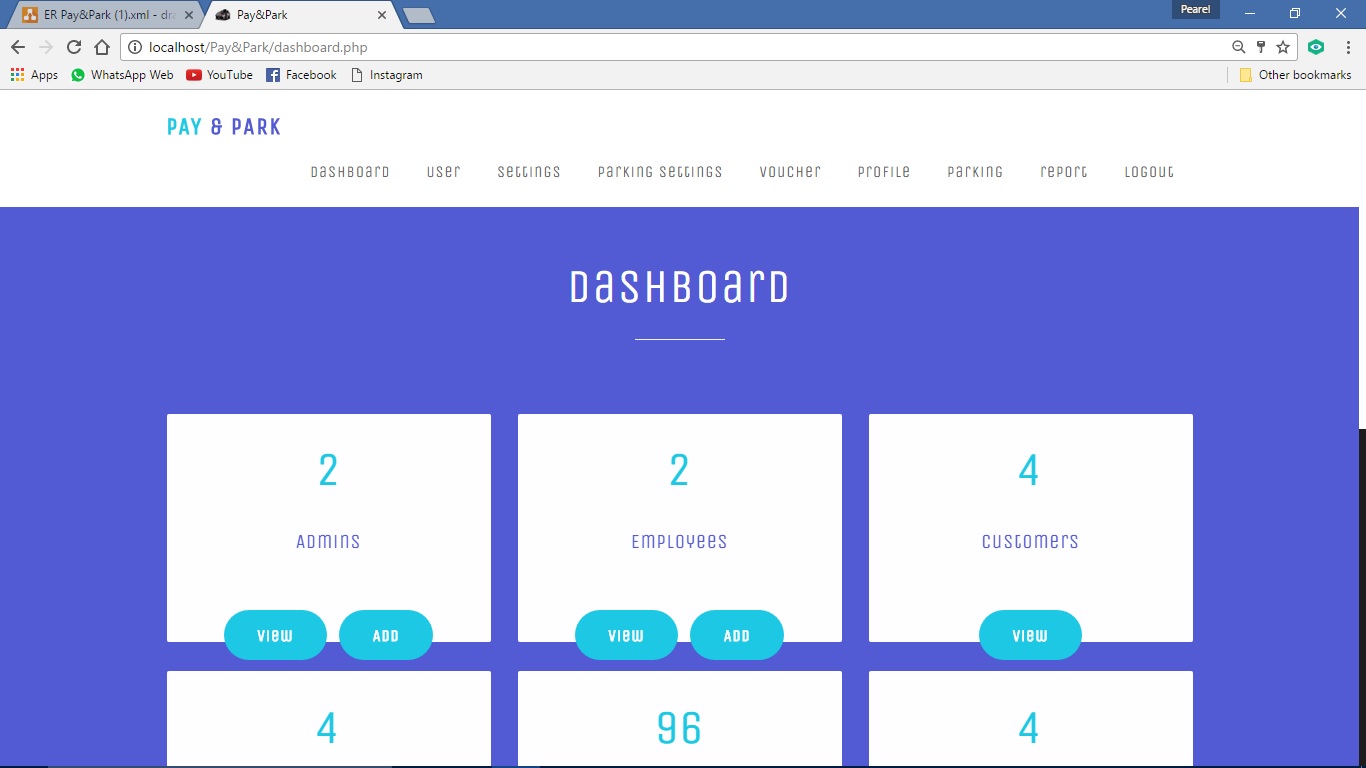 Pearel
ER Pay&Park (1).xml - dra
Pay&Park
localhost/Pay&Park/dashboard.php
Apps WhatsApp Web YouTube Facebook Instagram Other bookmarks
PAY & PARK
Dashboard User Settings Parking Settings Voucher Profile Parking Report Logout
Dashboard
2
Admins
View ADD
2
Employees
View ADD
4
Customers
View
4
96
4